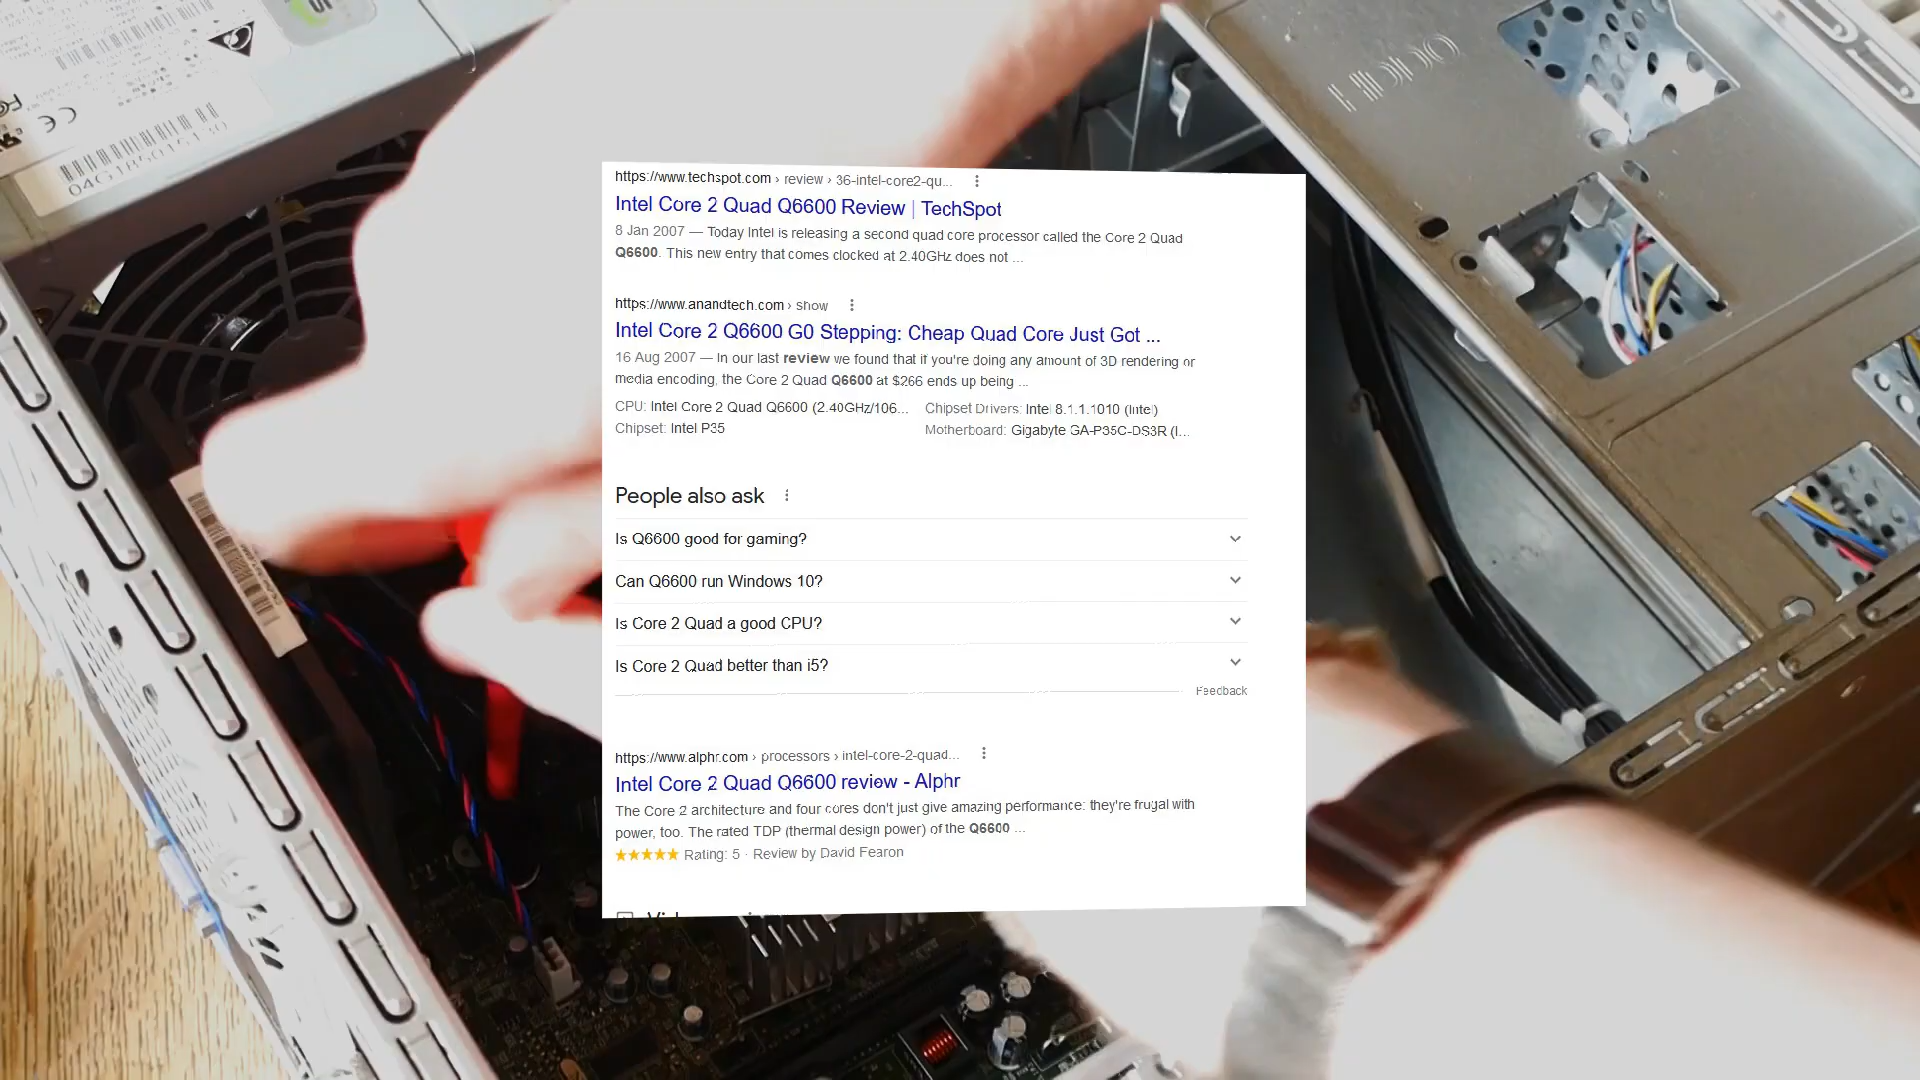 04G185015130
https://www.techspot.com › review › 36-intel-core2-qu...
Intel Core 2 Quad Q6600 Review | TechSpot
8 Jan 2007 — Today Intel is releasing a second quad core processor called the Core 2 Quad
Q6600. This new entry that comes clocked at 2.40GHz does not ...
https://www.anandtech.com › show
Intel Core 2 Q6600 G0 Stepping: Cheap Quad Core Just Got ...
16 Aug 2007 — In our last review we found that if you're doing any amount of 3D rendering or
media encoding, the Core 2 Quad Q6600 at $266 ends up being ...
CPU: Intel Core 2 Quad Q6600 (2.40GHz/106... Chipset Drivers: Intel 8.1.1.1010 (Intel)
Chipset: Intel P35 Motherboard: Gigabyte GA-P35C-DS3R (I...
People also ask
Is Q6600 good for gaming?
Can Q6600 run Windows 10?
Is Core 2 Quad a good CPU?
Is Core 2 Quad better than i5?
Feedback
https://www.alphr.com › processors › intel-core-2-quad...
Intel Core 2 Quad Q6600 review - Alphr
The Core 2 architecture and four cores don't just give amazing performance: they're frugal with
power, too. The rated TDP (thermal design power) of the Q6600 ...
Rating: 5 · Review by David Fearon